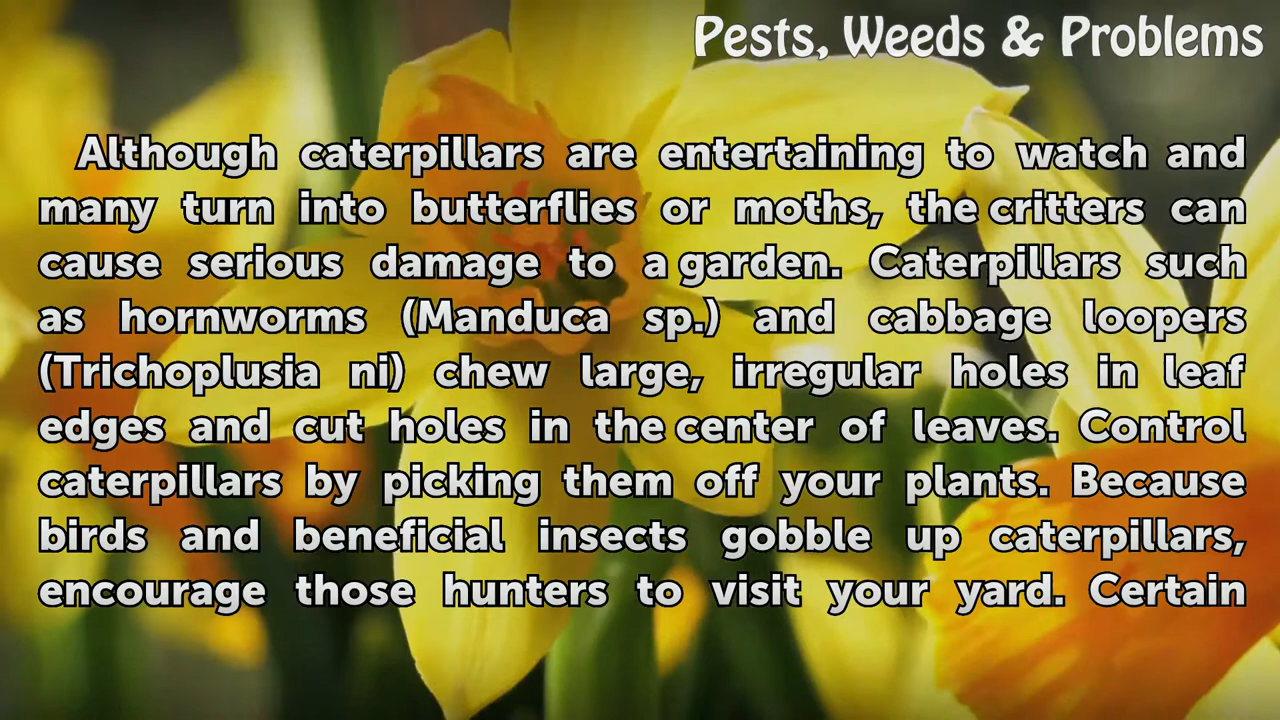 Pests, Weeds & Problems
Although caterpillars are entertaining to watch and
many turn into butterflies or moths, the critters can
cause serious damage to a garden. Caterpillars such
as hornworms (Manduca sp.) and cabbage loopers
(Trichoplusia ni) chew large, irregular holes in leaf
edges and cut holes in the center of leaves. Control
caterpillars by picking them off your plants. Because
birds and beneficial insects gobble up caterpillars,
encourage those hunters to visit your yard. Certain